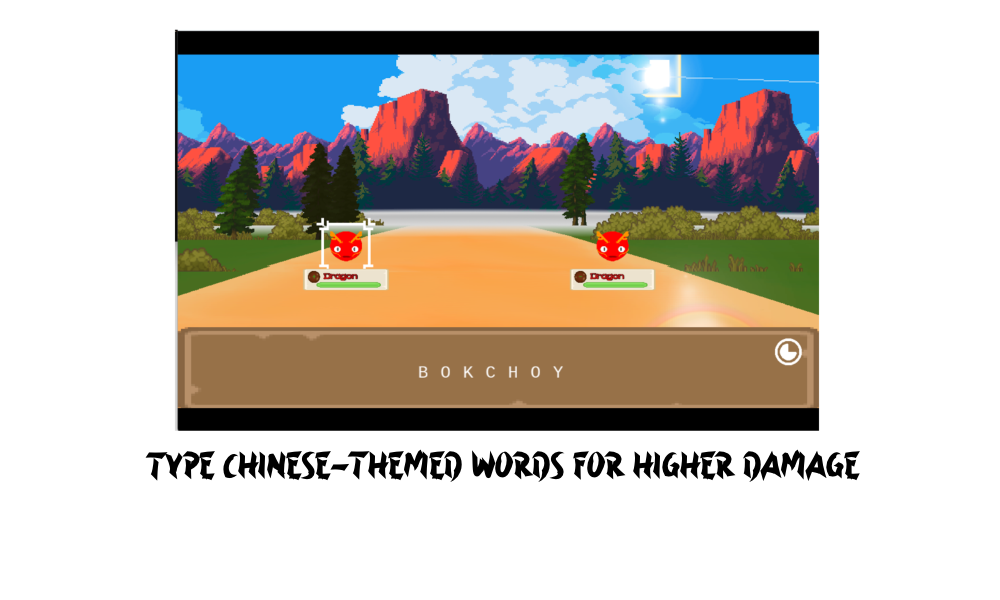 Dragon
Dragon
B O K C H O Y
TYPE CHINESE-THEMED WORDS FOR HIGHER DAMAGE